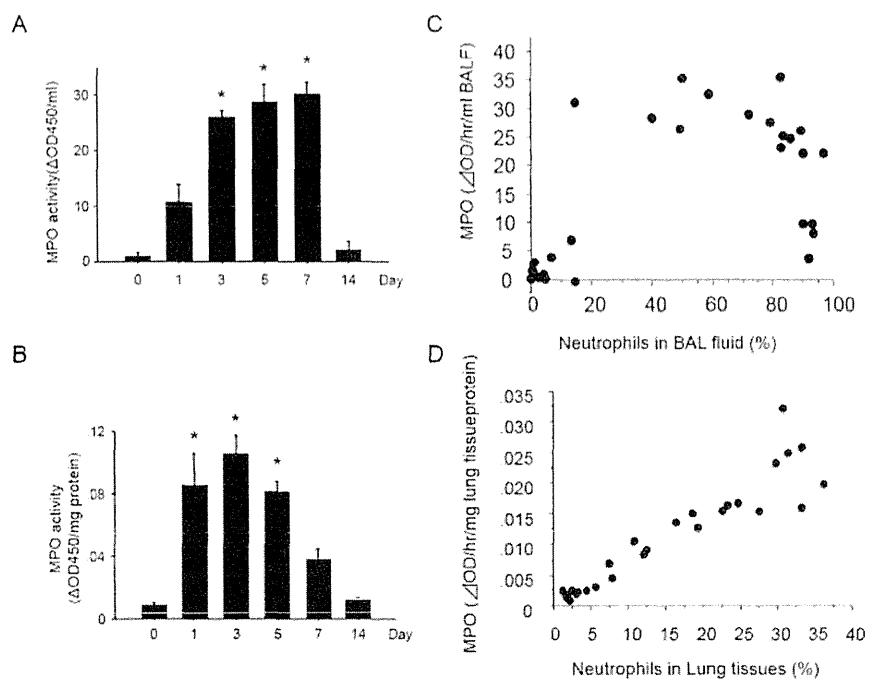 A
MPO activity(ΔOD450/ml)
30
20
10
0
*
*
*
0 1 3 5 7 14 Day
B
MPO activity
(ΔOD450/mg protein)
12
08
04
0
*
*
*
0 1 3 5 7 14 Day
C
MPO (⊿OD/hr/ml BALF)
40
35
30
25
20
15
10
5
0
0 20 40 60 80 100
Neutrophils in BAL fluid (%)
D
MPO (⊿OD/hr/mg lung tissueprotein)
.035
.030
.025
.015
.010
.005
0
0 5 10 15 20 25 30 35 40
Neutrophils in Lung tissues (%)